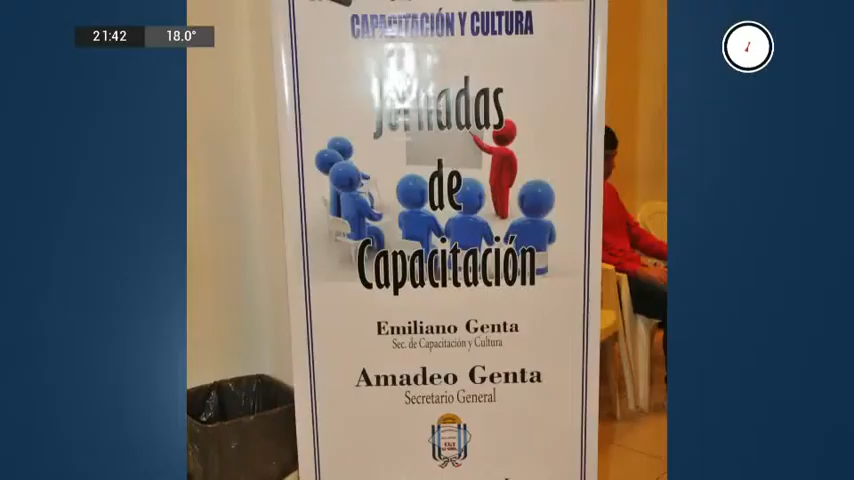 21:42 18.0°
CAPACITACIÓN Y CULTURA
Jornadas
de
Capacitación
Emiliano Genta
Sec. de Capacitación y Cultura
Amadeo Genta
Secretario General